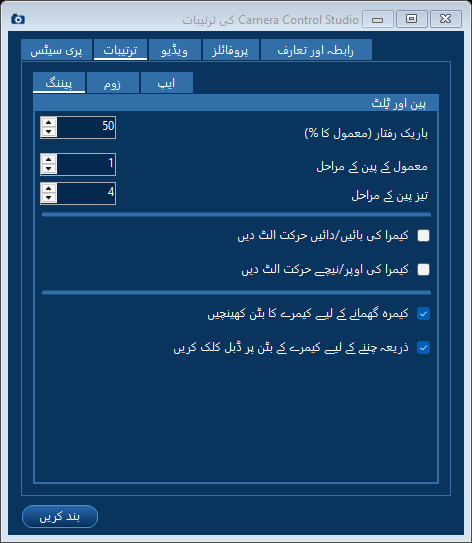 Camera Control Studio کی ترتیبات
رابطہ اور تعارف
پروفائلز
ویڈیو
ترتیبات
پری سیٹس
ایپ
زوم
پیننگ
پین اور ٹِلٹ
باریک رفتار (معمول کا %)
50
معمول کے پین کے مراحل
1
تیز پین کے مراحل
4
کیمرا کی بائیں/دائیں حرکت الٹ دیں
کیمرا کی اوپر/نیچے حرکت الٹ دیں
کیمرہ گھمانے کے لیے کیمرے کا بٹن کھینچیں
ذریعہ چننے کے لیے کیمرے کے بٹن پر ڈبل کلک کریں
بند کریں